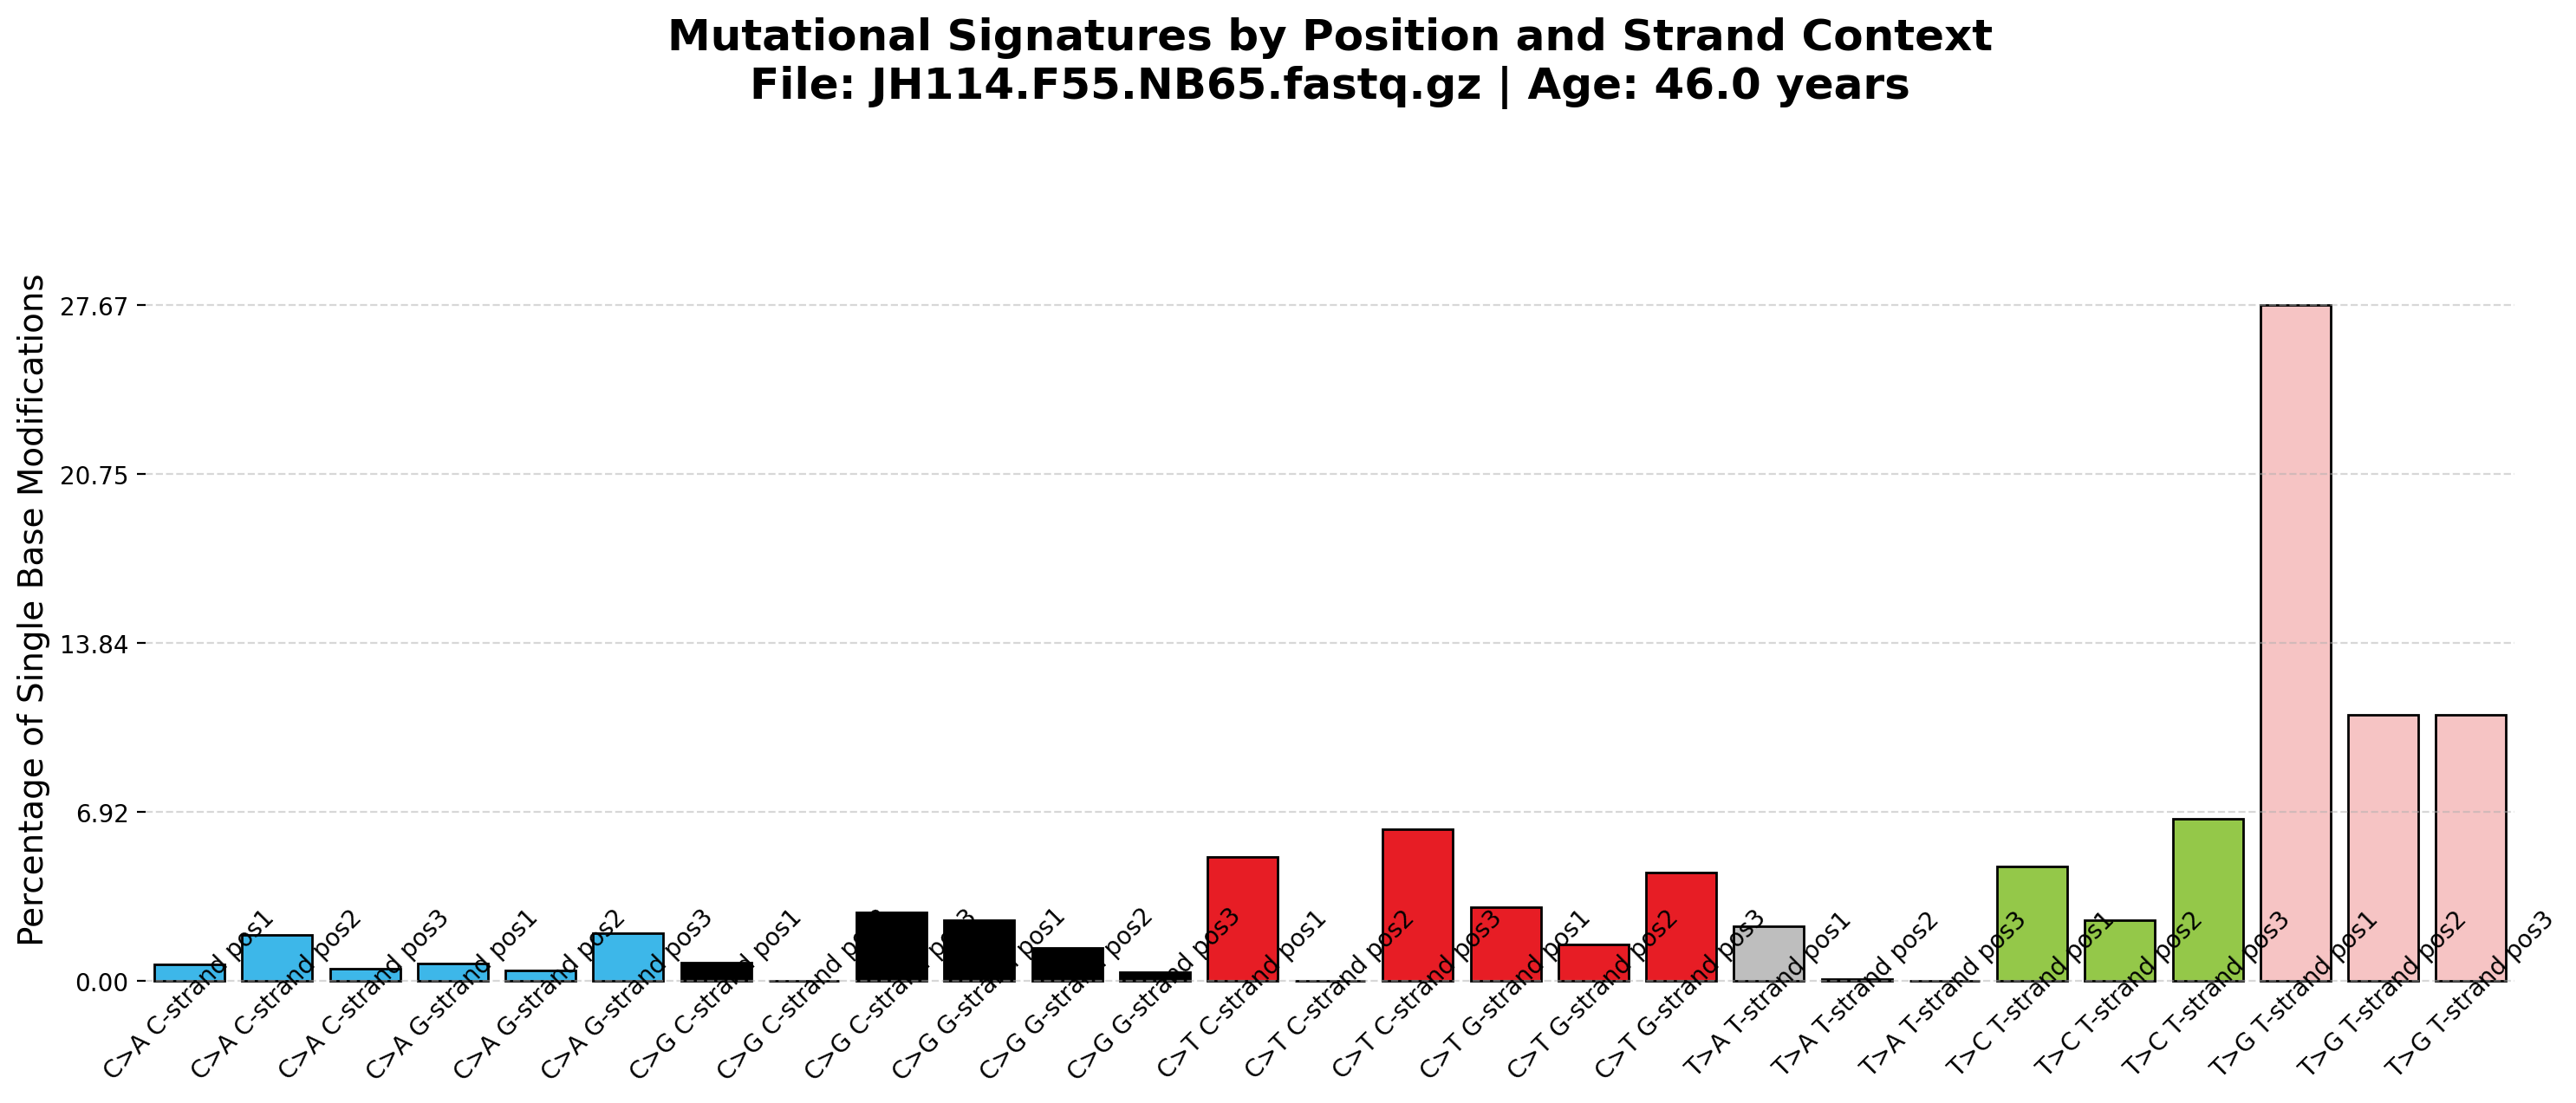 Mutational Signatures by Position and Strand Context
File: JH114.F55.NB65.fastq.gz | Age: 46.0 years
Percentage of Single Base Modifications
27.67
20.75
13.84
6.92
0.00
C>A C-strand pos1
C>A C-strand pos2
C>A C-strand pos3
C>A G-strand pos1
C>A G-strand pos2
C>A G-strand pos3
C>G C-strand pos1
C>G C-strand pos2
C>G C-strand pos3
C>G G-strand pos1
C>G G-strand pos2
C>G G-strand pos3
C>T C-strand pos1
C>T C-strand pos2
C>T C-strand pos3
C>T G-strand pos1
C>T G-strand pos2
C>T G-strand pos3
T>A T-strand pos1
T>A T-strand pos2
T>A T-strand pos3
T>C T-strand pos1
T>C T-strand pos2
T>C T-strand pos3
T>G T-strand pos1
T>G T-strand pos2
T>G T-strand pos3